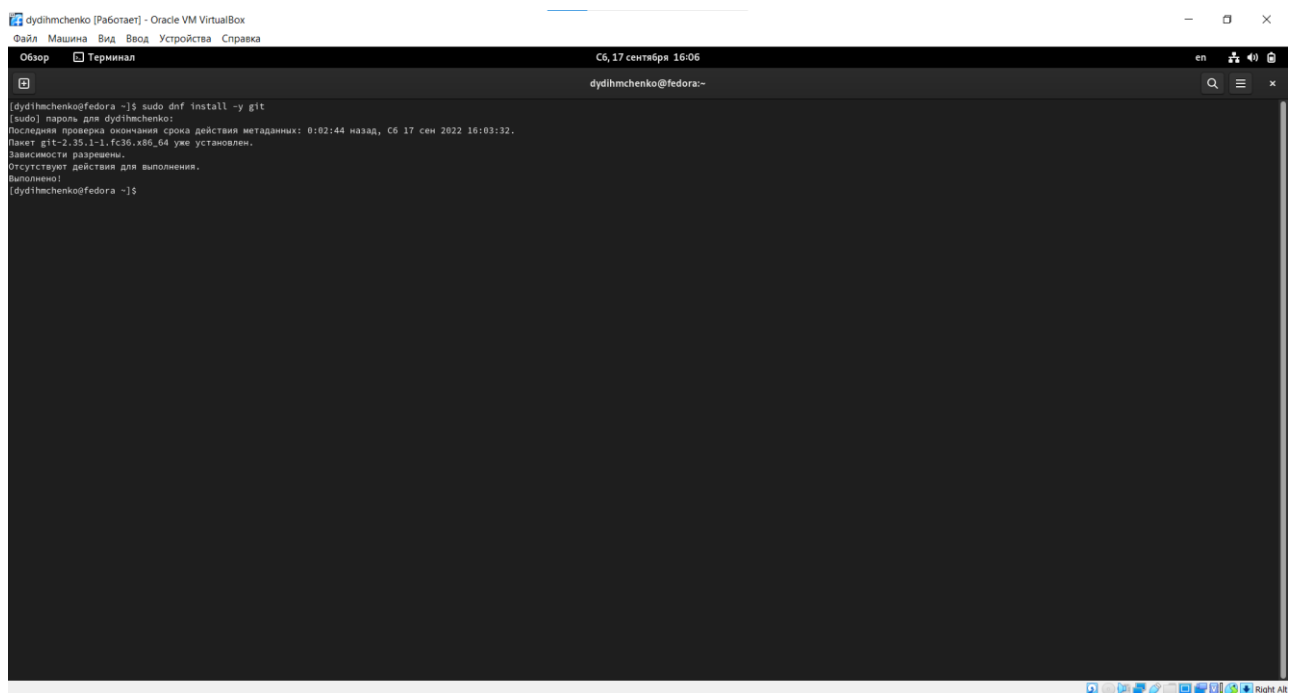 dydihmchenko [Работает] - Oracle VM VirtualBox
Файл Машина Вид Ввод Устройства Справка
Обзор Терминал Сб, 17 сентября 16:06 en
dydihmchenko@fedora:~
[dydihmchenko@fedora ~]$ sudo dnf install -y git
[sudo] пароль для dydihmchenko:
Последняя проверка окончания срока действия метаданных: 0:02:44 назад, Сб 17 сен 2022 16:03:32.
Пакет git-2.35.1-1.fc36.x86_64 уже установлен.
Зависимости разрешены.
Отсутствуют действия для выполнения.
Выполнено!
[dydihmchenko@fedora ~]$
Right Alt